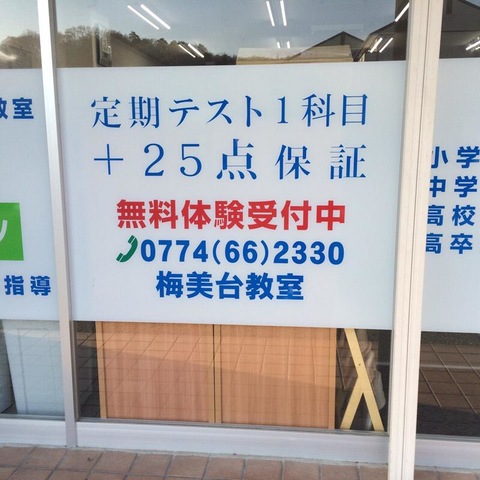 定期テスト1科目
+25点保証
無料体験受付中
0774(66)2330
梅美台教室
教室
指導
小学
中学
高校
高卒